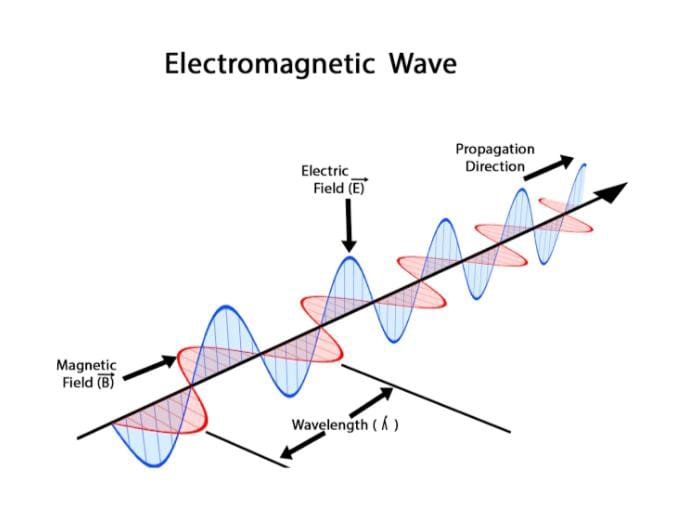 Electromagnetic Wave
Propagation
Direction
Electric
Field (E)
Magnetic
Field (B)
Wavelength ( ʎ )